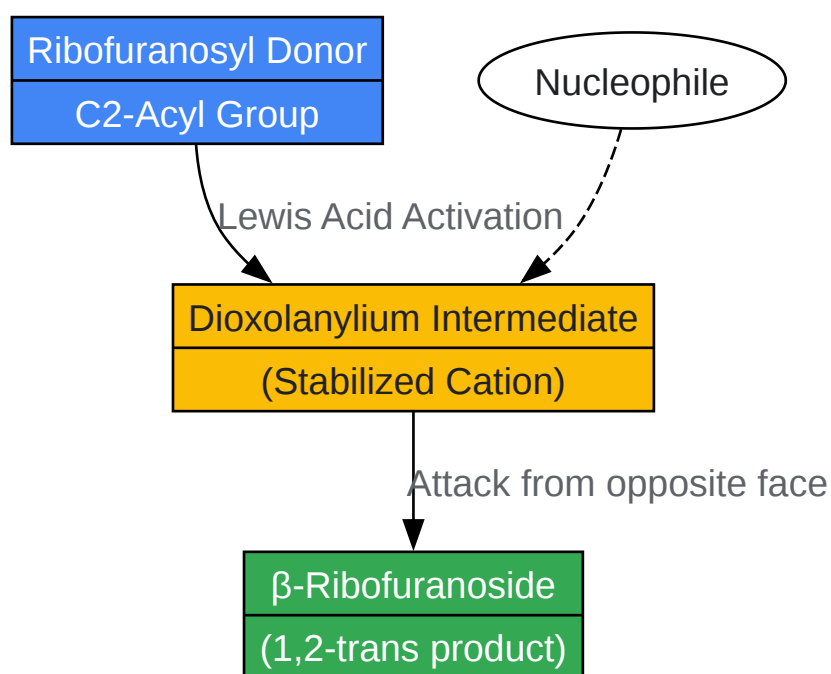 Ribofuranosyl Donor
C2-Acyl Group
Nucleophile
Lewis Acid Activation
Dioxolanylium Intermediate
(Stabilized Cation)
Attack from opposite face
β-Ribofuranoside
(1,2-trans product)